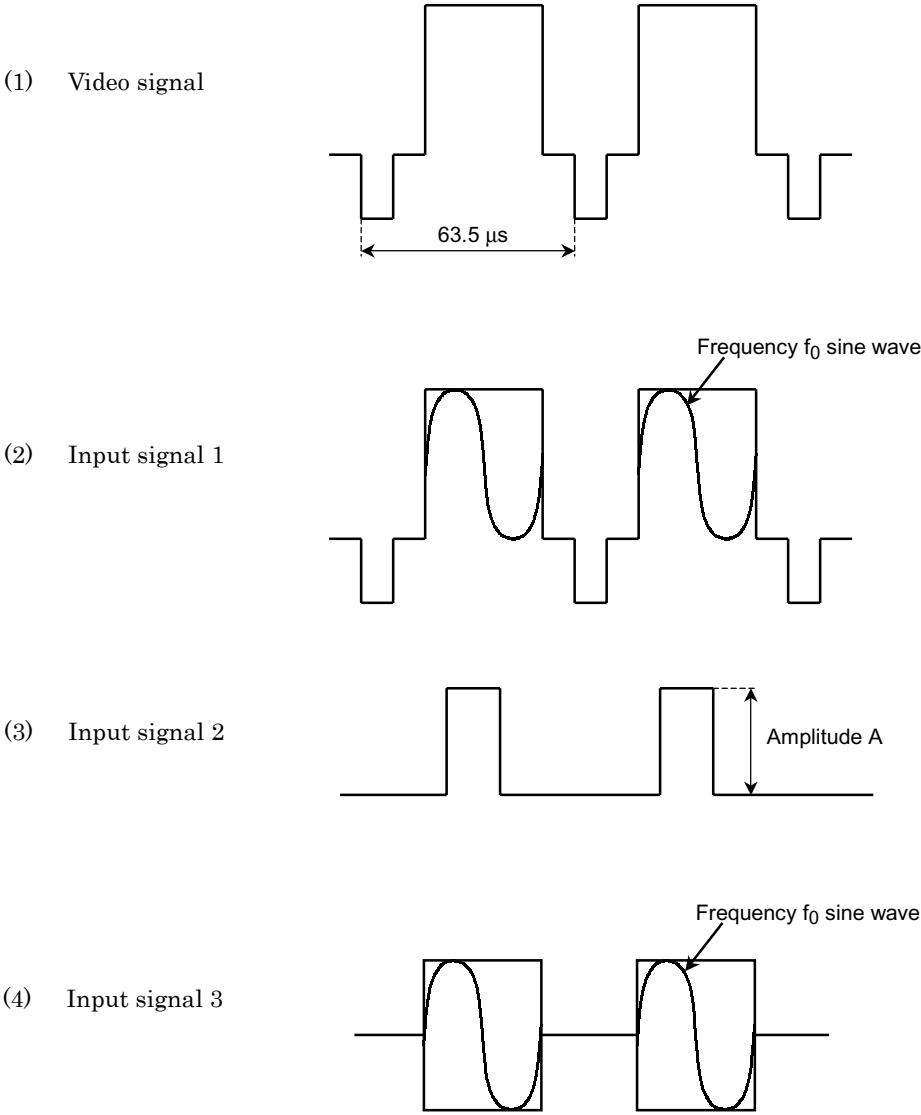 (1) Video signal
63.5 μs
Frequency f0 sine wave
(2) Input signal 1
(3) Input signal 2
Amplitude A
Frequency f0 sine wave
(4) Input signal 3